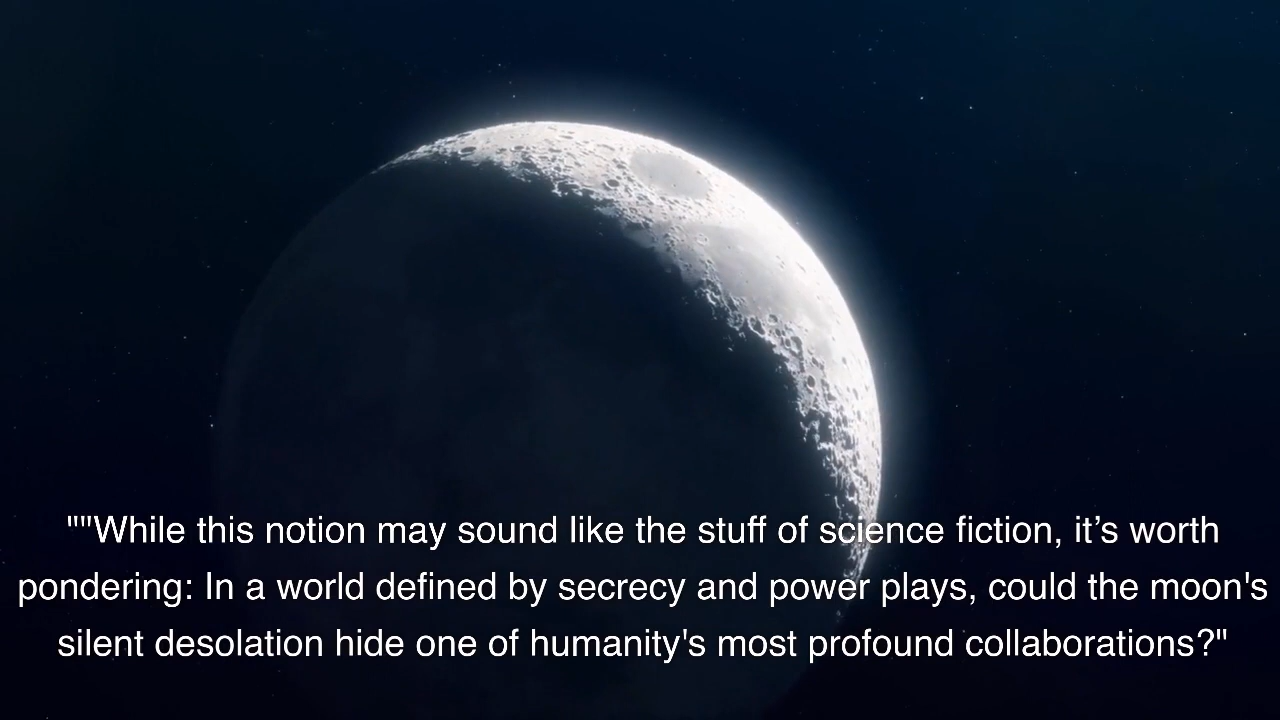 ""While this notion may sound like the stuff of science fiction, it’s worth
pondering: In a world defined by secrecy and power plays, could the moon's
silent desolation hide one of humanity's most profound collaborations?"